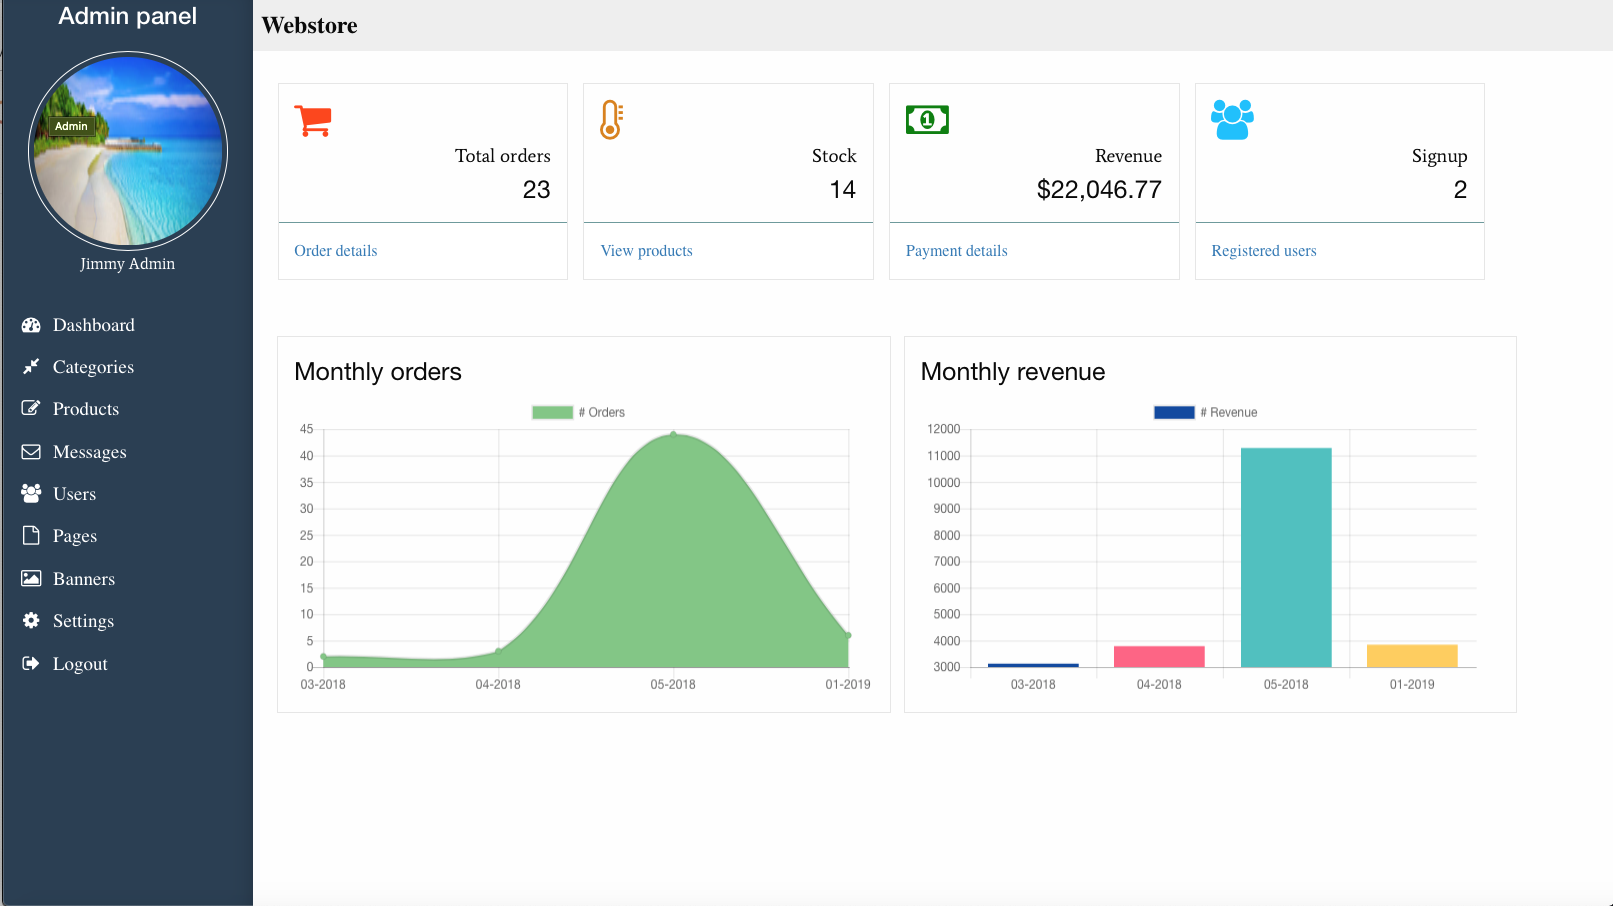 Admin panel
Admin
Jimmy Admin
Dashboard
Categories
Products
Messages
Users
Pages
Banners
Settings
Logout
Webstore
Total orders
23
Order details
Stock
14
View products
1
Revenue
$22,046.77
Payment details
Signup
2
Registered users
Monthly orders
# Orders
45
40
35
30
25
20
15
10
5
0
03-2018 04-2018 05-2018 01-2019
Monthly revenue
# Revenue
12000
11000
10000
9000
8000
7000
6000
5000
4000
3000
03-2018 04-2018 05-2018 01-2019